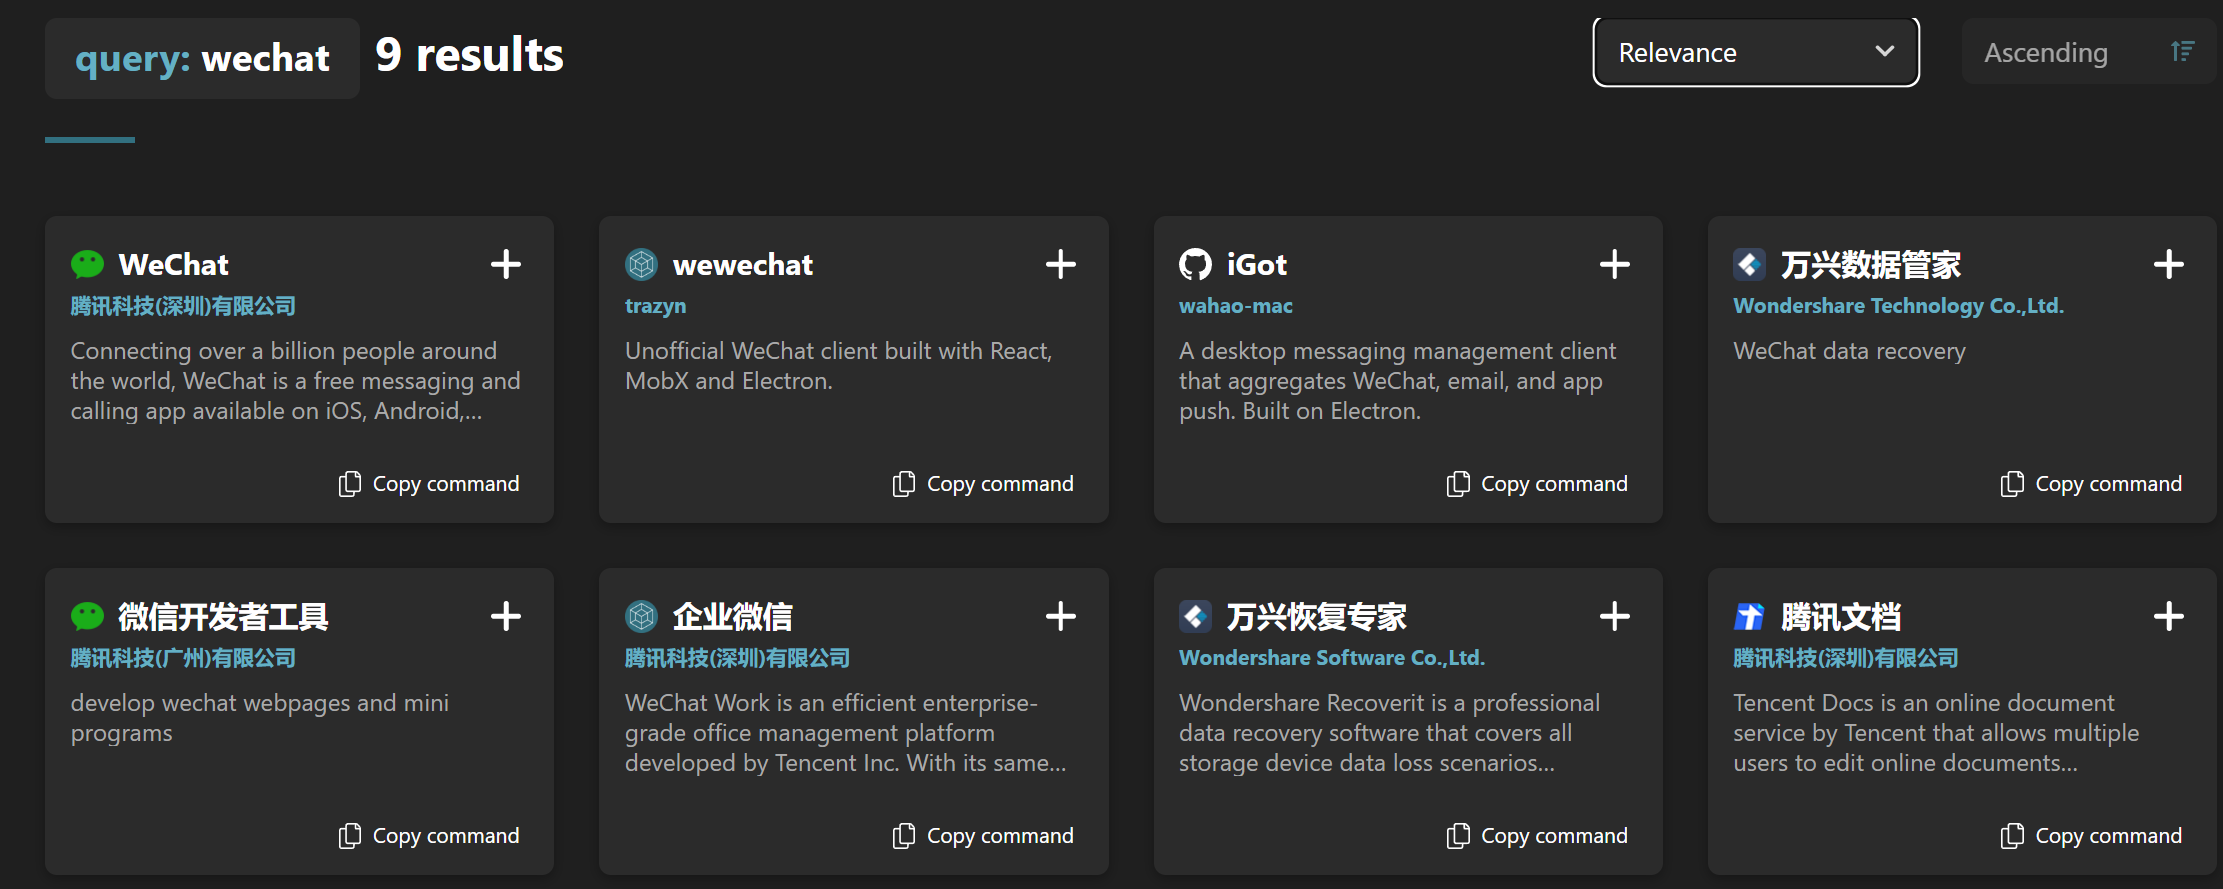 query: wechat 9 results
Relevance
Ascending
WeChat
腾讯科技(深圳)有限公司
Connecting over a billion people around
the world, WeChat is a free messaging and
calling app available on iOS, Android,...
Copy command
wewechat
trazyn
Unofficial WeChat client built with React,
MobX and Electron.
Copy command
iGot
wahao-mac
A desktop messaging management client
that aggregates WeChat, email, and app
push. Built on Electron.
Copy command
万兴数据管家
Wondershare Technology Co.,Ltd.
WeChat data recovery
Copy command
微信开发者工具
腾讯科技(广州)有限公司
develop wechat webpages and mini
programs
Copy command
企业微信
腾讯科技(深圳)有限公司
WeChat Work is an efficient enterprise-
grade office management platform
developed by Tencent Inc. With its same...
Copy command
万兴恢复专家
Wondershare Software Co.,Ltd.
Wondershare Recoverit is a professional
data recovery software that covers all
storage device data loss scenarios...
Copy command
腾讯文档
腾讯科技(深圳)有限公司
Tencent Docs is an online document
service by Tencent that allows multiple
users to edit online documents...
Copy command